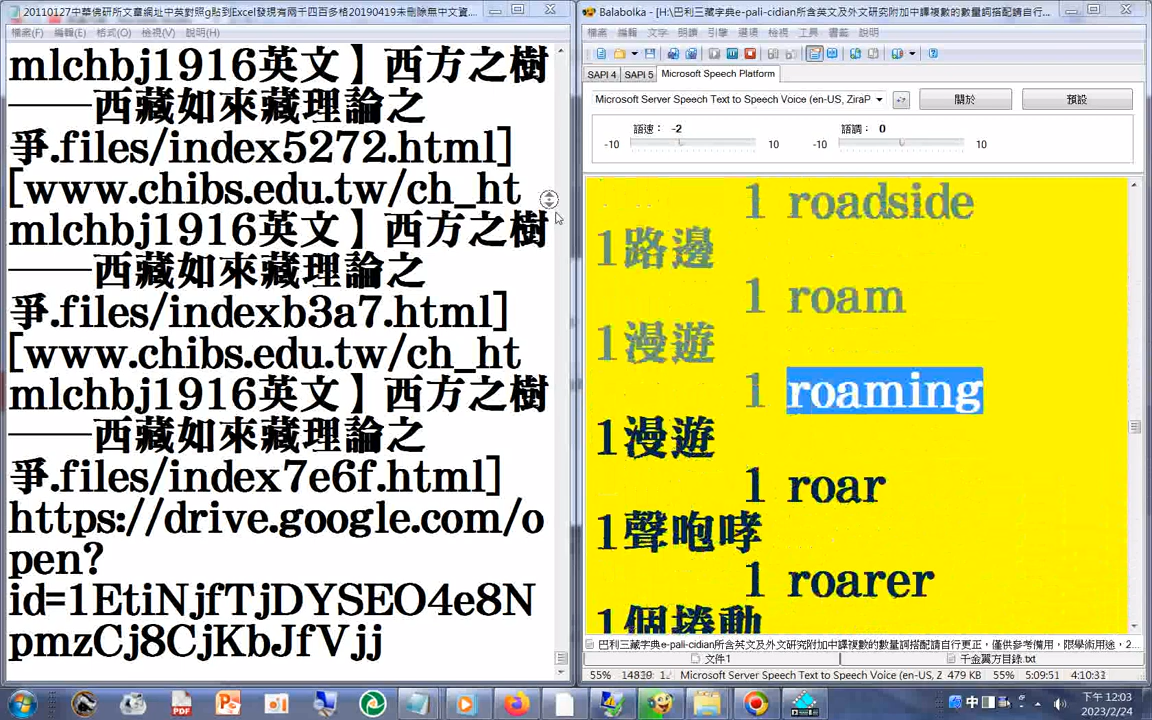 20110127中華佛研所文章網址中英對照g點到Excel發現有兩千四百多格20190419未刪除無中文資...
檔案(F) 編輯(E) 格式(O) 檢視(V) 說明(H)
mlchbj1916英文】西方之樹
——西藏如來藏理論之
爭.files/index5272.html]
[www.chibs.edu.tw/ch_ht
mlchbj1916英文】西方之樹
——西藏如來藏理論之
爭.files/indexb3a7.html]
[www.chibs.edu.tw/ch_ht
mlchbj1916英文】西方之樹
——西藏如來藏理論之
爭.files/index7e6f.html]
https://drive.google.com/o
pen?
id=1EtiNjfTjDYSEO4e8N
pmzCj8CjKbJfVjj
Balabolka - [H:\巴利三藏字典e-pali-cidian所含英文及外文研究附加中譯複數的數量詞搭配請自行...
檔案 編輯 文字 朗讀 引擎 選項 檢視 工具 書籤 說明
SAPI 4 SAPI 5 Microsoft Speech Platform
Microsoft Server Speech Text to Speech Voice (en-US, ZiraP
關於
預設
語速： -2
語調： 0
-10 10 -10 10
1 roadside
1路邊
1 roam
1漫遊
1 roaming
1漫遊
1 roar
1聲咆哮
1 roarer
1個捲動
巴利三藏字典e-pali-cidian所含英文及外文研究附加中譯複數的數量詞搭配請自行更正，僅供參考備用，限學術用途，2...
文件1
千金翼方目錄.txt
55% 14839: 1. Microsoft Server Speech Text to Speech Voice (en-US, Z 479 KB 55% 5:09:51 4:10:33
中
下午 12:03
2023/2/24